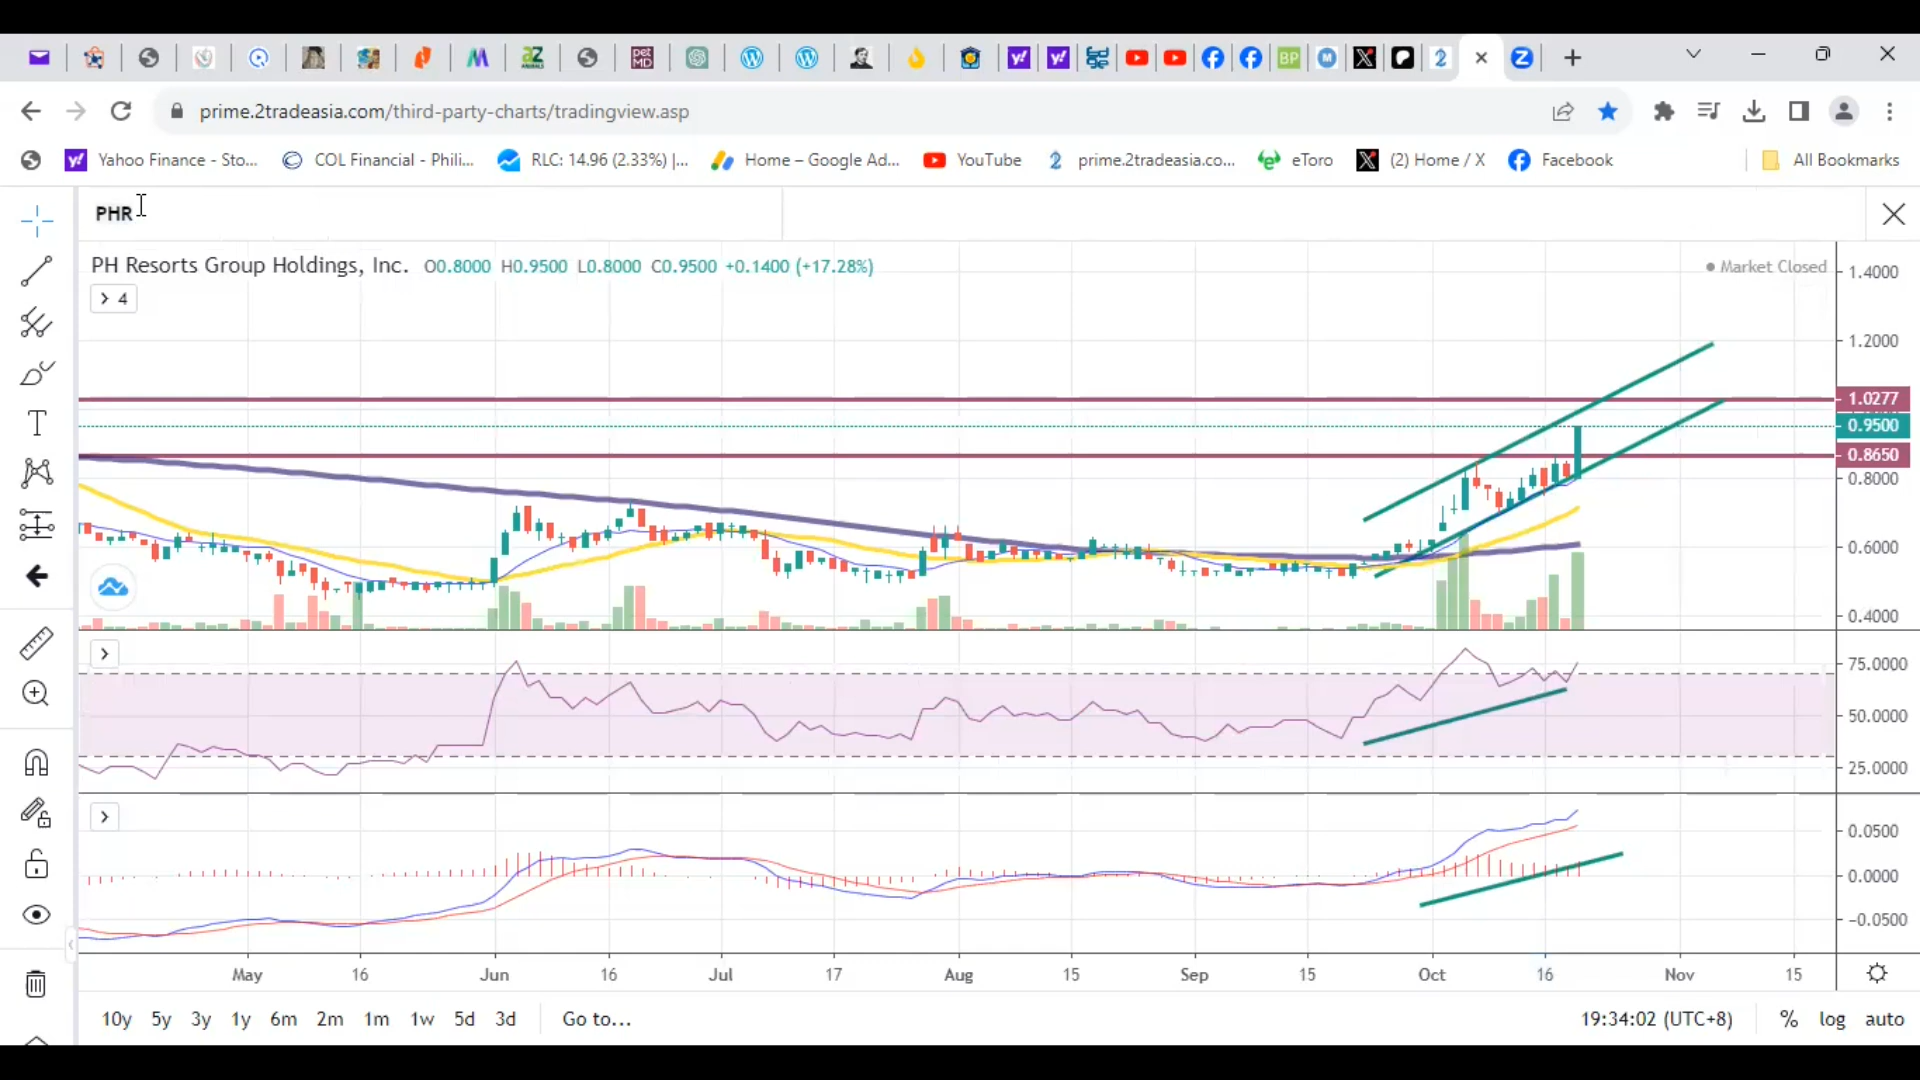 prime.2tradeasia.com/third-party-charts/tradingview.asp
Yahoo Finance - Sto...
COL Financial - Phili...
RLC: 14.96 (2.33%) |...
Home – Google Ad...
YouTube
prime.2tradeasia.co...
eToro
(2) Home / X
Facebook
All Bookmarks
PHR
PH Resorts Group Holdings, Inc. O0.8000 H0.9500 L0.8000 C0.9500 +0.1400 (+17.28%)
Market Closed
4
1.4000
1.2000
1.0277
0.9500
0.8650
0.8000
0.6000
0.4000
75.0000
50.0000
25.0000
0.0500
0.0000
-0.0500
May 16 Jun 16 Jul 17 Aug 15 Sep 15 Oct 16 Nov 15
10y 5y 3y 1y 6m 2m 1m 1w 5d 3d Go to... 19:34:02 (UTC+8) % log auto